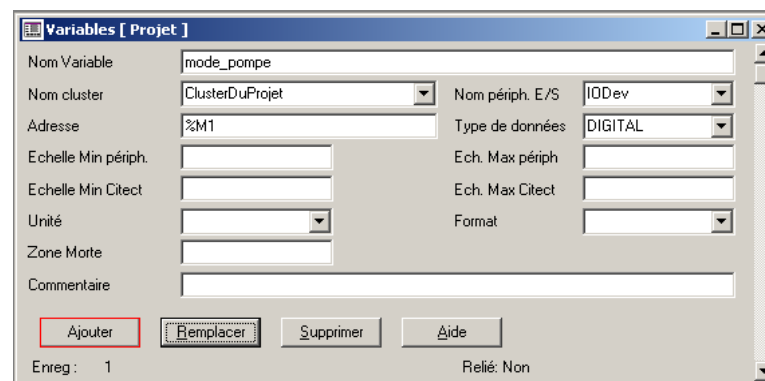 Variables [ Projet ]
Nom Variable mode_pompe
Nom cluster ClusterDuProjet Nom périph. E/S IODev
Adresse %M1 Type de données DIGITAL
Echelle Min périph. Ech. Max périph
Echelle Min Citect Ech. Max Citect
Unité Format
Zone Morte
Commentaire
Ajouter Remplacer Supprimer Aide
Enreg : 1 Relié: Non